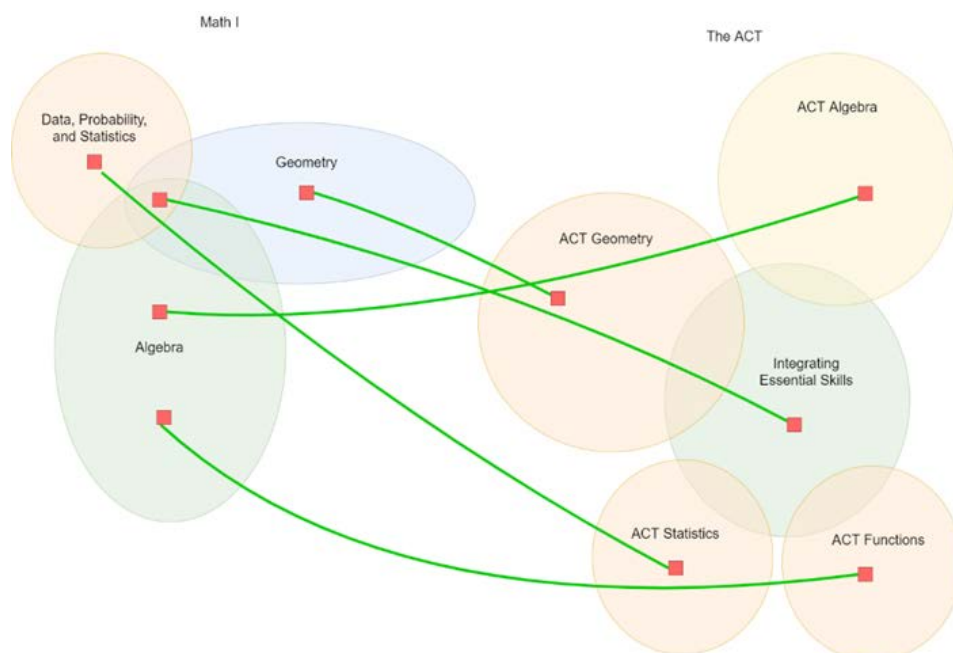 Math I
The ACT
Data, Probability,
and Statistics
Geometry
Algebra
ACT Algebra
ACT Geometry
Integrating
Essential Skills
ACT Statistics
ACT Functions